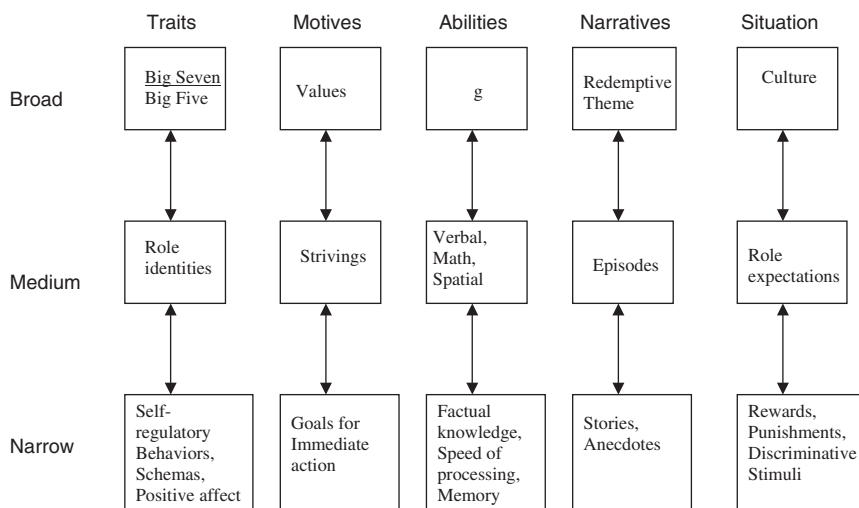 Traits
Motives
Abilities
Narratives
Situation
Broad
Big Seven
Big Five
Values
g
Redemptive
Theme
Culture
Medium
Role
identities
Strivings
Verbal,
Math,
Spatial
Episodes
Role
expectations
Narrow
Self-
regulatory
Behaviors,
Schemas,
Positive affect
Goals for
Immediate
action
Factual
knowledge,
Speed of
processing,
Memory
Stories,
Anecdotes
Rewards,
Punishments,
Discriminative
Stimuli